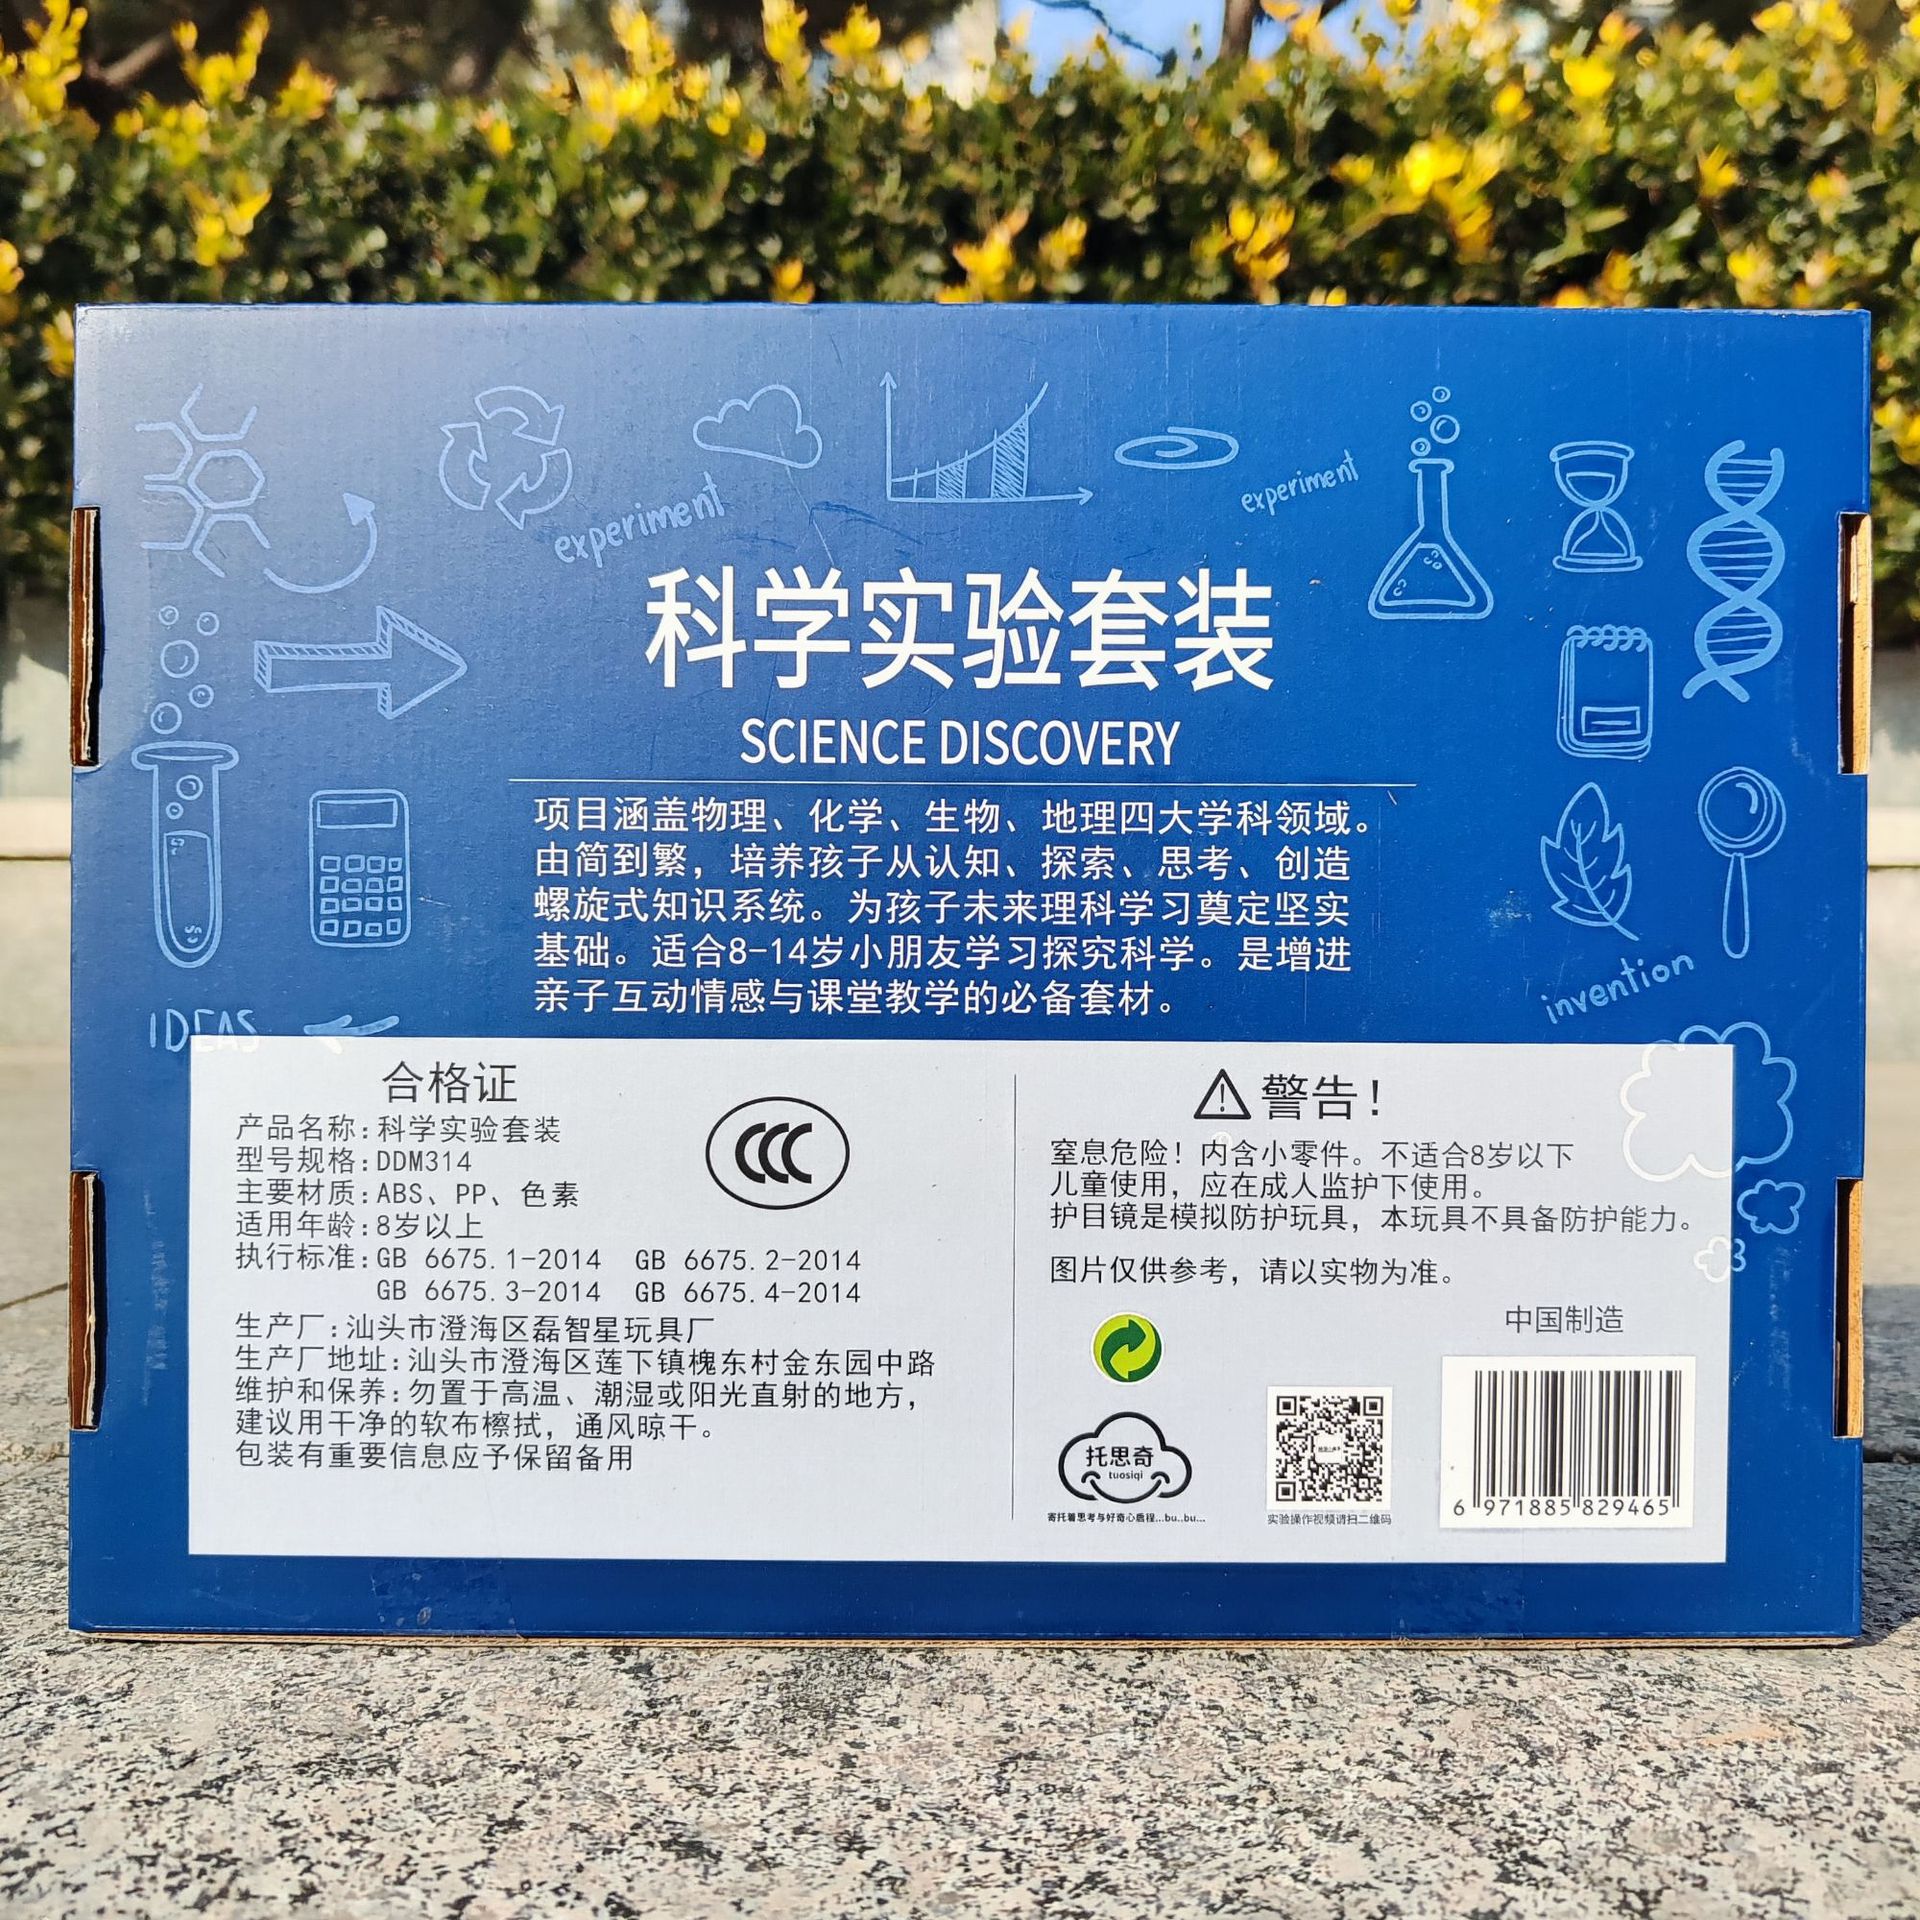 experiment
experiment
科学实验套装
SCIENCE DISCOVERY
项目涵盖物理、化学、生物、地理四大学科领域。
由简到繁，培养孩子从认知、探索、思考、创造
螺旋式知识系统。为孩子未来理科学习奠定坚实
基础。适合8-14岁小朋友学习探究科学。是增进
亲子互动情感与课堂教学的必备套材。
invention
IDEAS
合格证
产品名称:科学实验套装
型号规格:DDM314
主要材质:ABS、PP、色素
适用年龄:8岁以上
执行标准:GB 6675.1-2014 GB 6675.2-2014
GB 6675.3-2014 GB 6675.4-2014
生产厂:汕头市澄海区磊智星玩具厂
生产厂地址:汕头市澄海区莲下镇槐东村金东园中路
维护和保养:勿置于高温、潮湿或阳光直射的地方，
建议用干净的软布檫拭，通风晾干。
包装有重要信息应予保留备用
CCC
警告!
窒息危险！内含小零件。不适合8岁以下
儿童使用，应在成人监护下使用。
护目镜是模拟防护玩具，本玩具不具备防护能力。
图片仅供参考，请以实物为准。
中国制造
托思奇
tuosiqi
寄托着思考与好奇心启程...bu..bu...
实验操作视频请扫二维码
6 971885 829465